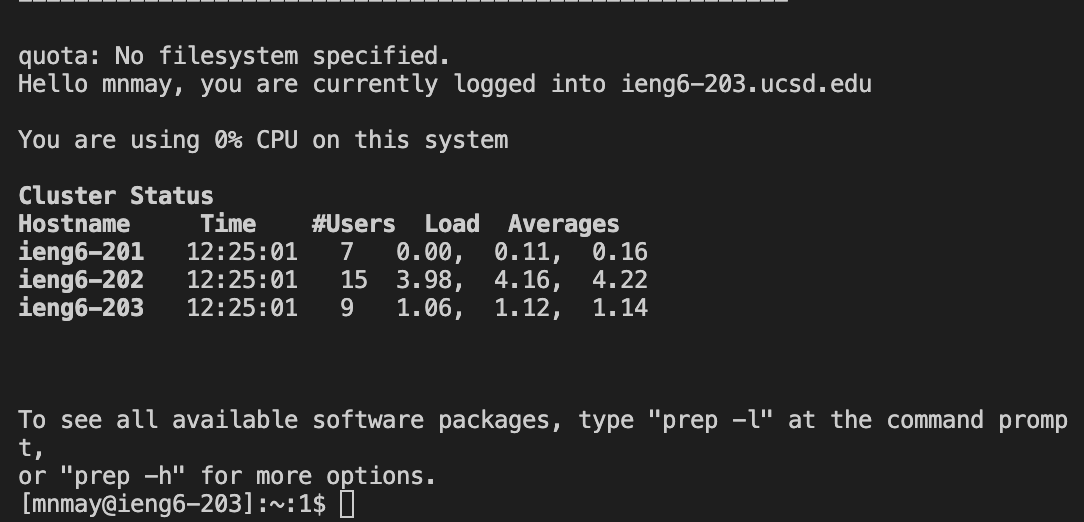 quota: No filesystem specified.
Hello mnmay, you are currently logged into ieng6-203.ucsd.edu
You are using 0% CPU on this system
Cluster Status
Hostname     Time    #Users  Load  Averages
ieng6-201   12:25:01   7   0.00,  0.11,  0.16
ieng6-202   12:25:01   15  3.98,  4.16,  4.22
ieng6-203   12:25:01   9   1.06,  1.12,  1.14
To see all available software packages, type "prep -l" at the command promp
t,
or "prep -h" for more options.
[mnmay@ieng6-203]:~:1$